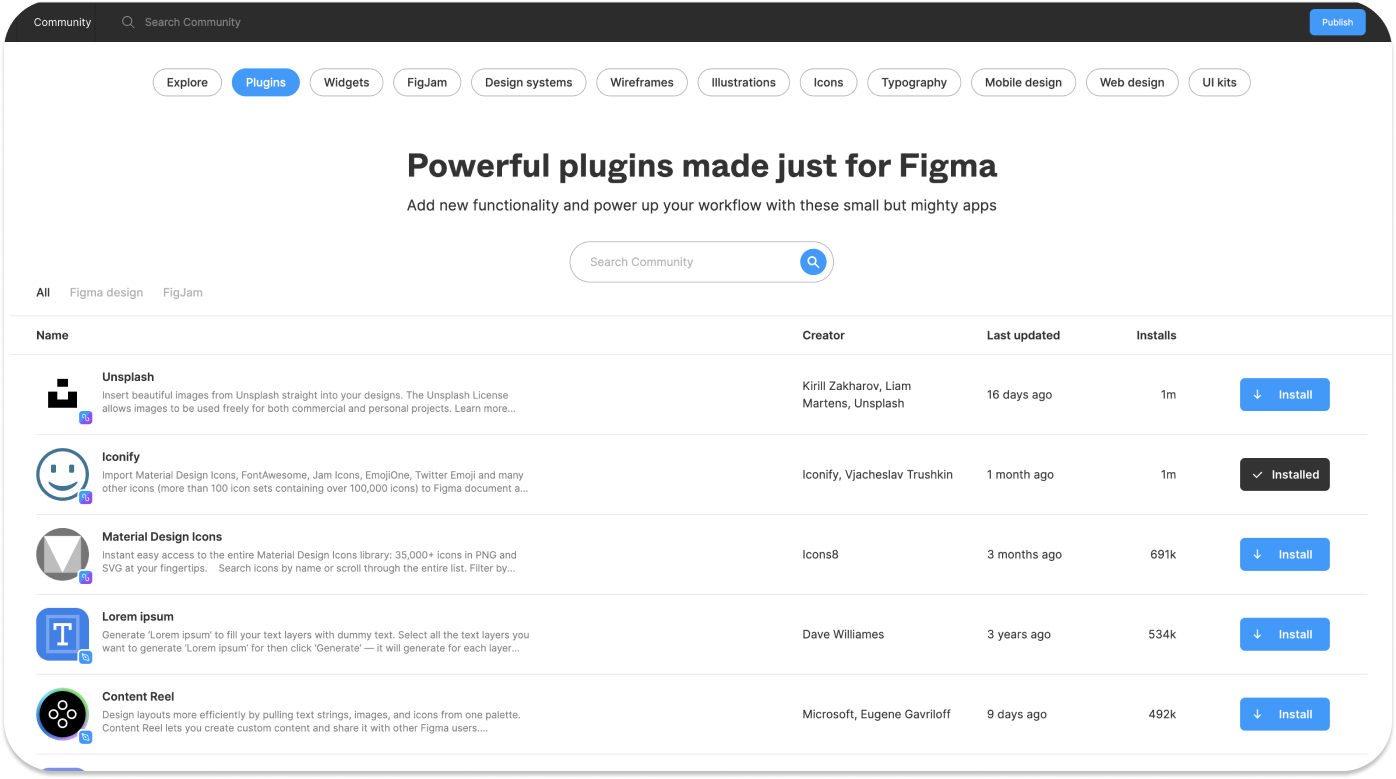 Community
Search Community
Publish
Explore
Plugins
Widgets
FigJam
Design systems
Wireframes
Illustrations
Icons
Typography
Mobile design
Web design
UI kits
Powerful plugins made just for Figma
Add new functionality and power up your workflow with these small but mighty apps
Search Community
All
Figma design
FigJam
Name
Creator
Last updated
Installs
Unsplash
Insert beautiful images from Unsplash straight into your designs. The Unsplash License
allows images to be used freely for both commercial and personal projects. Learn more...
Kirill Zakharov, Liam
Martens, Unsplash
16 days ago
1m
Install
Iconify
Import Material Design Icons, FontAwesome, Jam Icons, EmojiOne, Twitter Emoji and many
other icons (more than 100 icon sets containing over 100,000 icons) to Figma document a...
Iconify, Vjacheslav Trushkin
1 month ago
1m
Installed
Material Design Icons
Instant easy access to the entire Material Design Icons library: 35,000+ icons in PNG and
SVG at your fingertips. Search icons by name or scroll through the entire list. Filter by...
Icons8
3 months ago
691k
Install
T
Lorem ipsum
Generate ‘Lorem ipsum’ to fill your text layers with dummy text. Select all the text layers you
want to generate ‘Lorem ipsum’ for then click ‘Generate’ — it will generate for each layer...
Dave Williames
3 years ago
534k
Install
Content Reel
Design layouts more efficiently by pulling text strings, images, and icons from one palette.
Content Reel lets you create custom content and share it with other Figma users....
Microsoft, Eugene Gavriloff
9 days ago
492k
Install